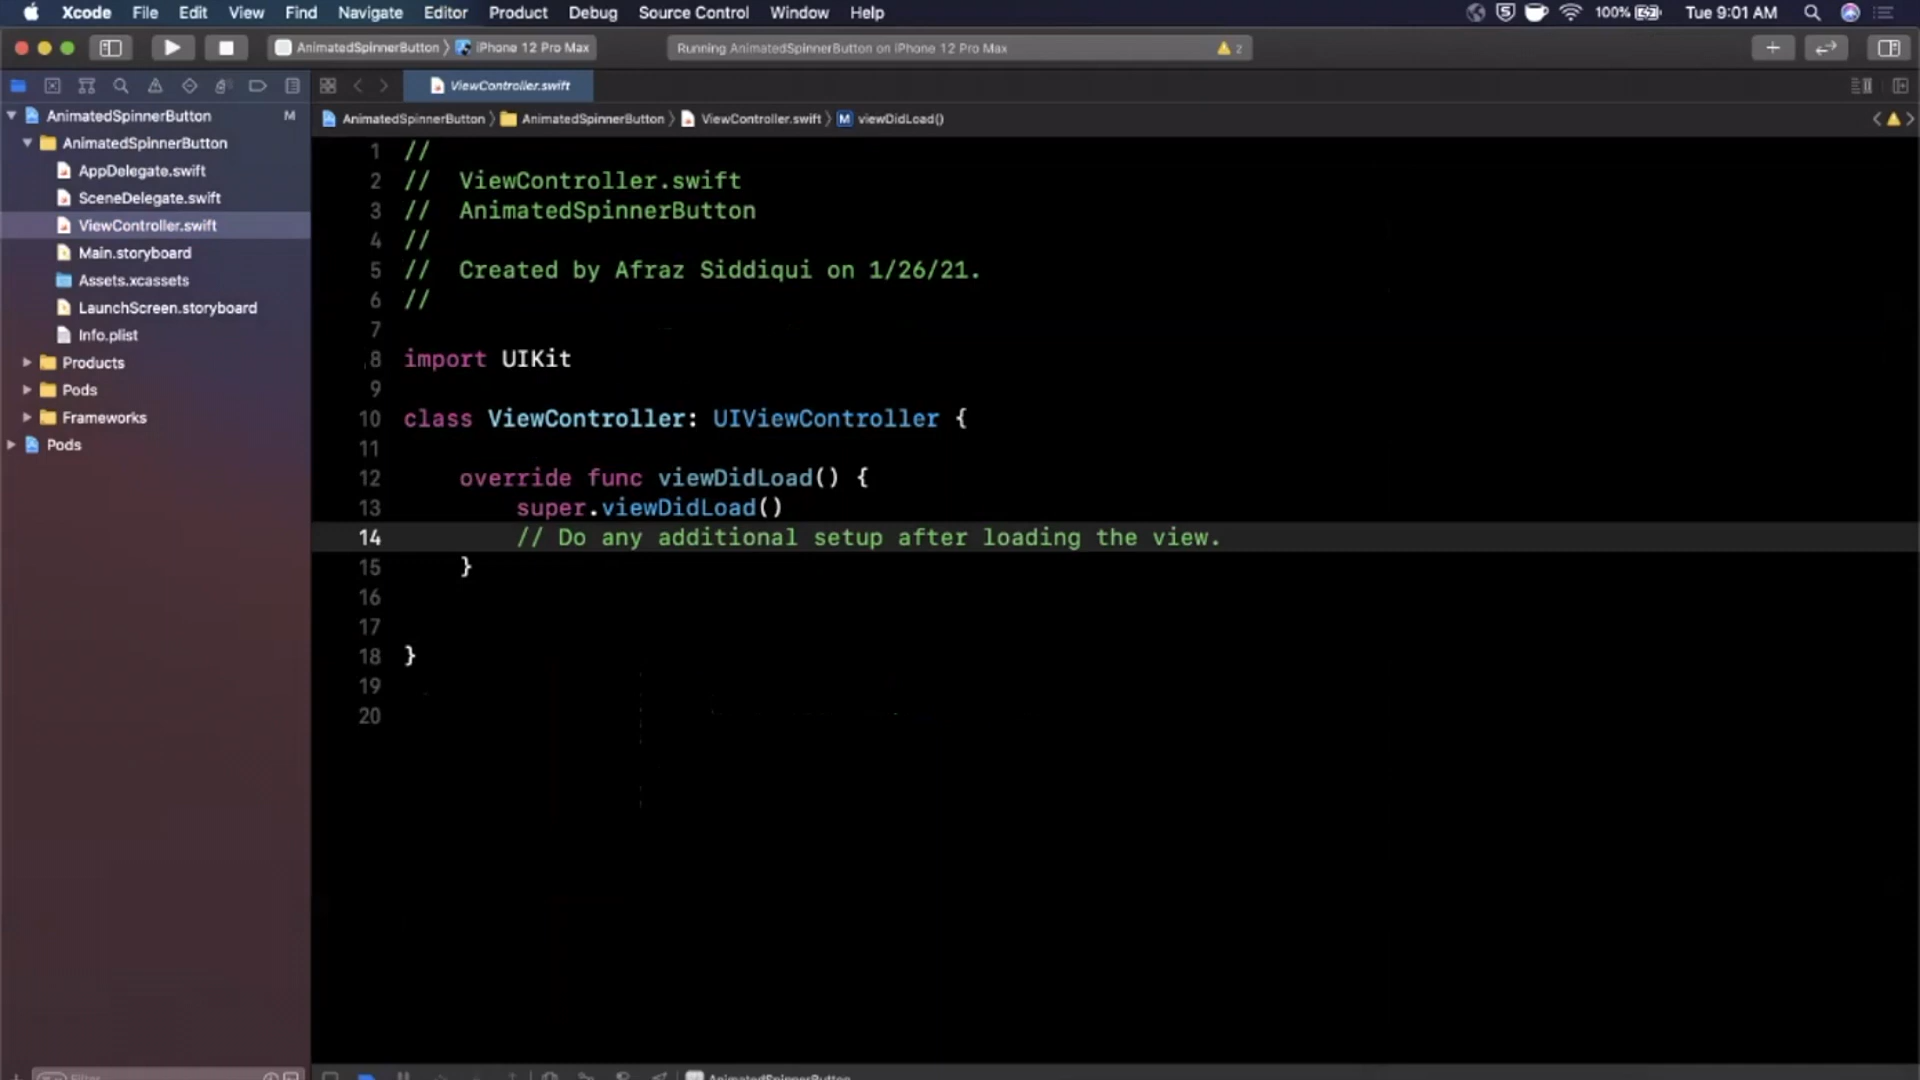 Xcode File Edit View Find Navigate Editor Product Debug Source Control Window Help 100% Tue 9:01 AM
AnimatedSpinnerButton iPhone 12 Pro Max Running AnimatedSpinnerButton on iPhone 12 Pro Max 2
ViewController.swift
AnimatedSpinnerButton AnimatedSpinnerButton ViewController.swift M viewDidLoad()
AnimatedSpinnerButton M
AnimatedSpinnerButton
AppDelegate.swift
SceneDelegate.swift
ViewController.swift
Main.storyboard
Assets.xcassets
LaunchScreen.storyboard
Info.plist
Products
Pods
Frameworks
Pods
1 //
2 //  ViewController.swift
3 //  AnimatedSpinnerButton
4 //
5 //  Created by Afraz Siddiqui on 1/26/21.
6 //
7
8 import UIKit
9
10 class ViewController: UIViewController {
11
12     override func viewDidLoad() {
13         super.viewDidLoad()
14         // Do any additional setup after loading the view.
15     }
16
17
18 }
19
20
Filter
AnimatedSpinnerButton